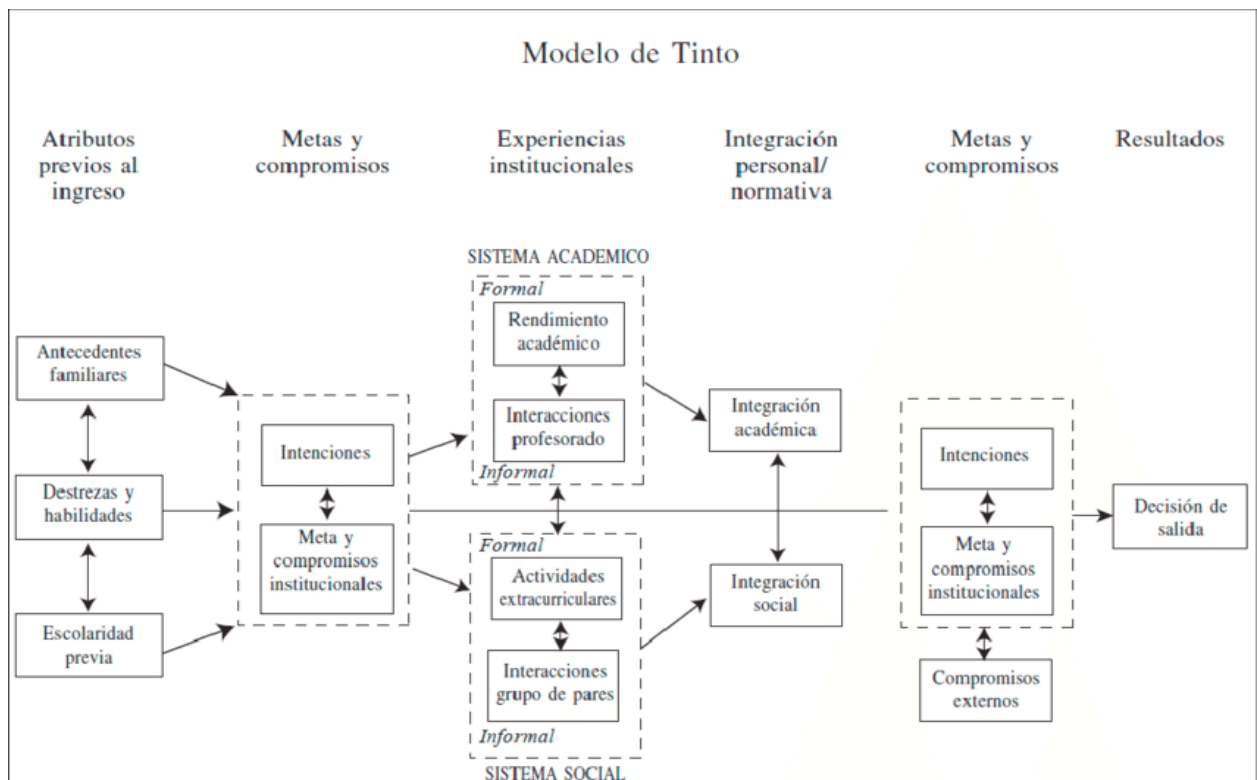 Modelo de Tinto
Atributos
previos al
ingreso
Metas y
compromisos
Experiencias
institucionales
Integración
personal/
normativa
Metas y
compromisos
Resultados
SISTEMA ACADEMICO
Formal
Rendimiento
académico
Interacciones
profesorado
Informal
Antecedentes
familiares
Destrezas y
habilidades
Escolaridad
previa
Intenciones
Meta y
compromisos
institucionales
Formal
Actividades
extracurriculares
Interacciones
grupo de pares
Informal
SISTEMA SOCIAL
Integración
académica
Integración
social
Intenciones
Meta y
compromisos
institucionales
Compromisos
externos
Decisión de
salida